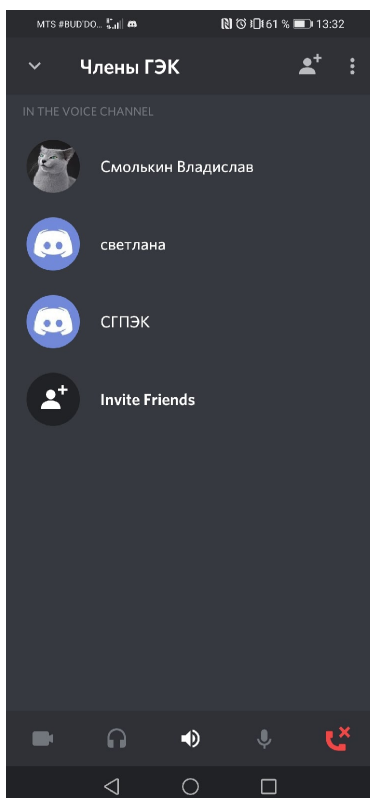 MTS #BUD'DO... 61 % 13:32
Члены ГЭК
IN THE VOICE CHANNEL
Смолькин Владислав
светлана
СГПЭК
Invite Friends